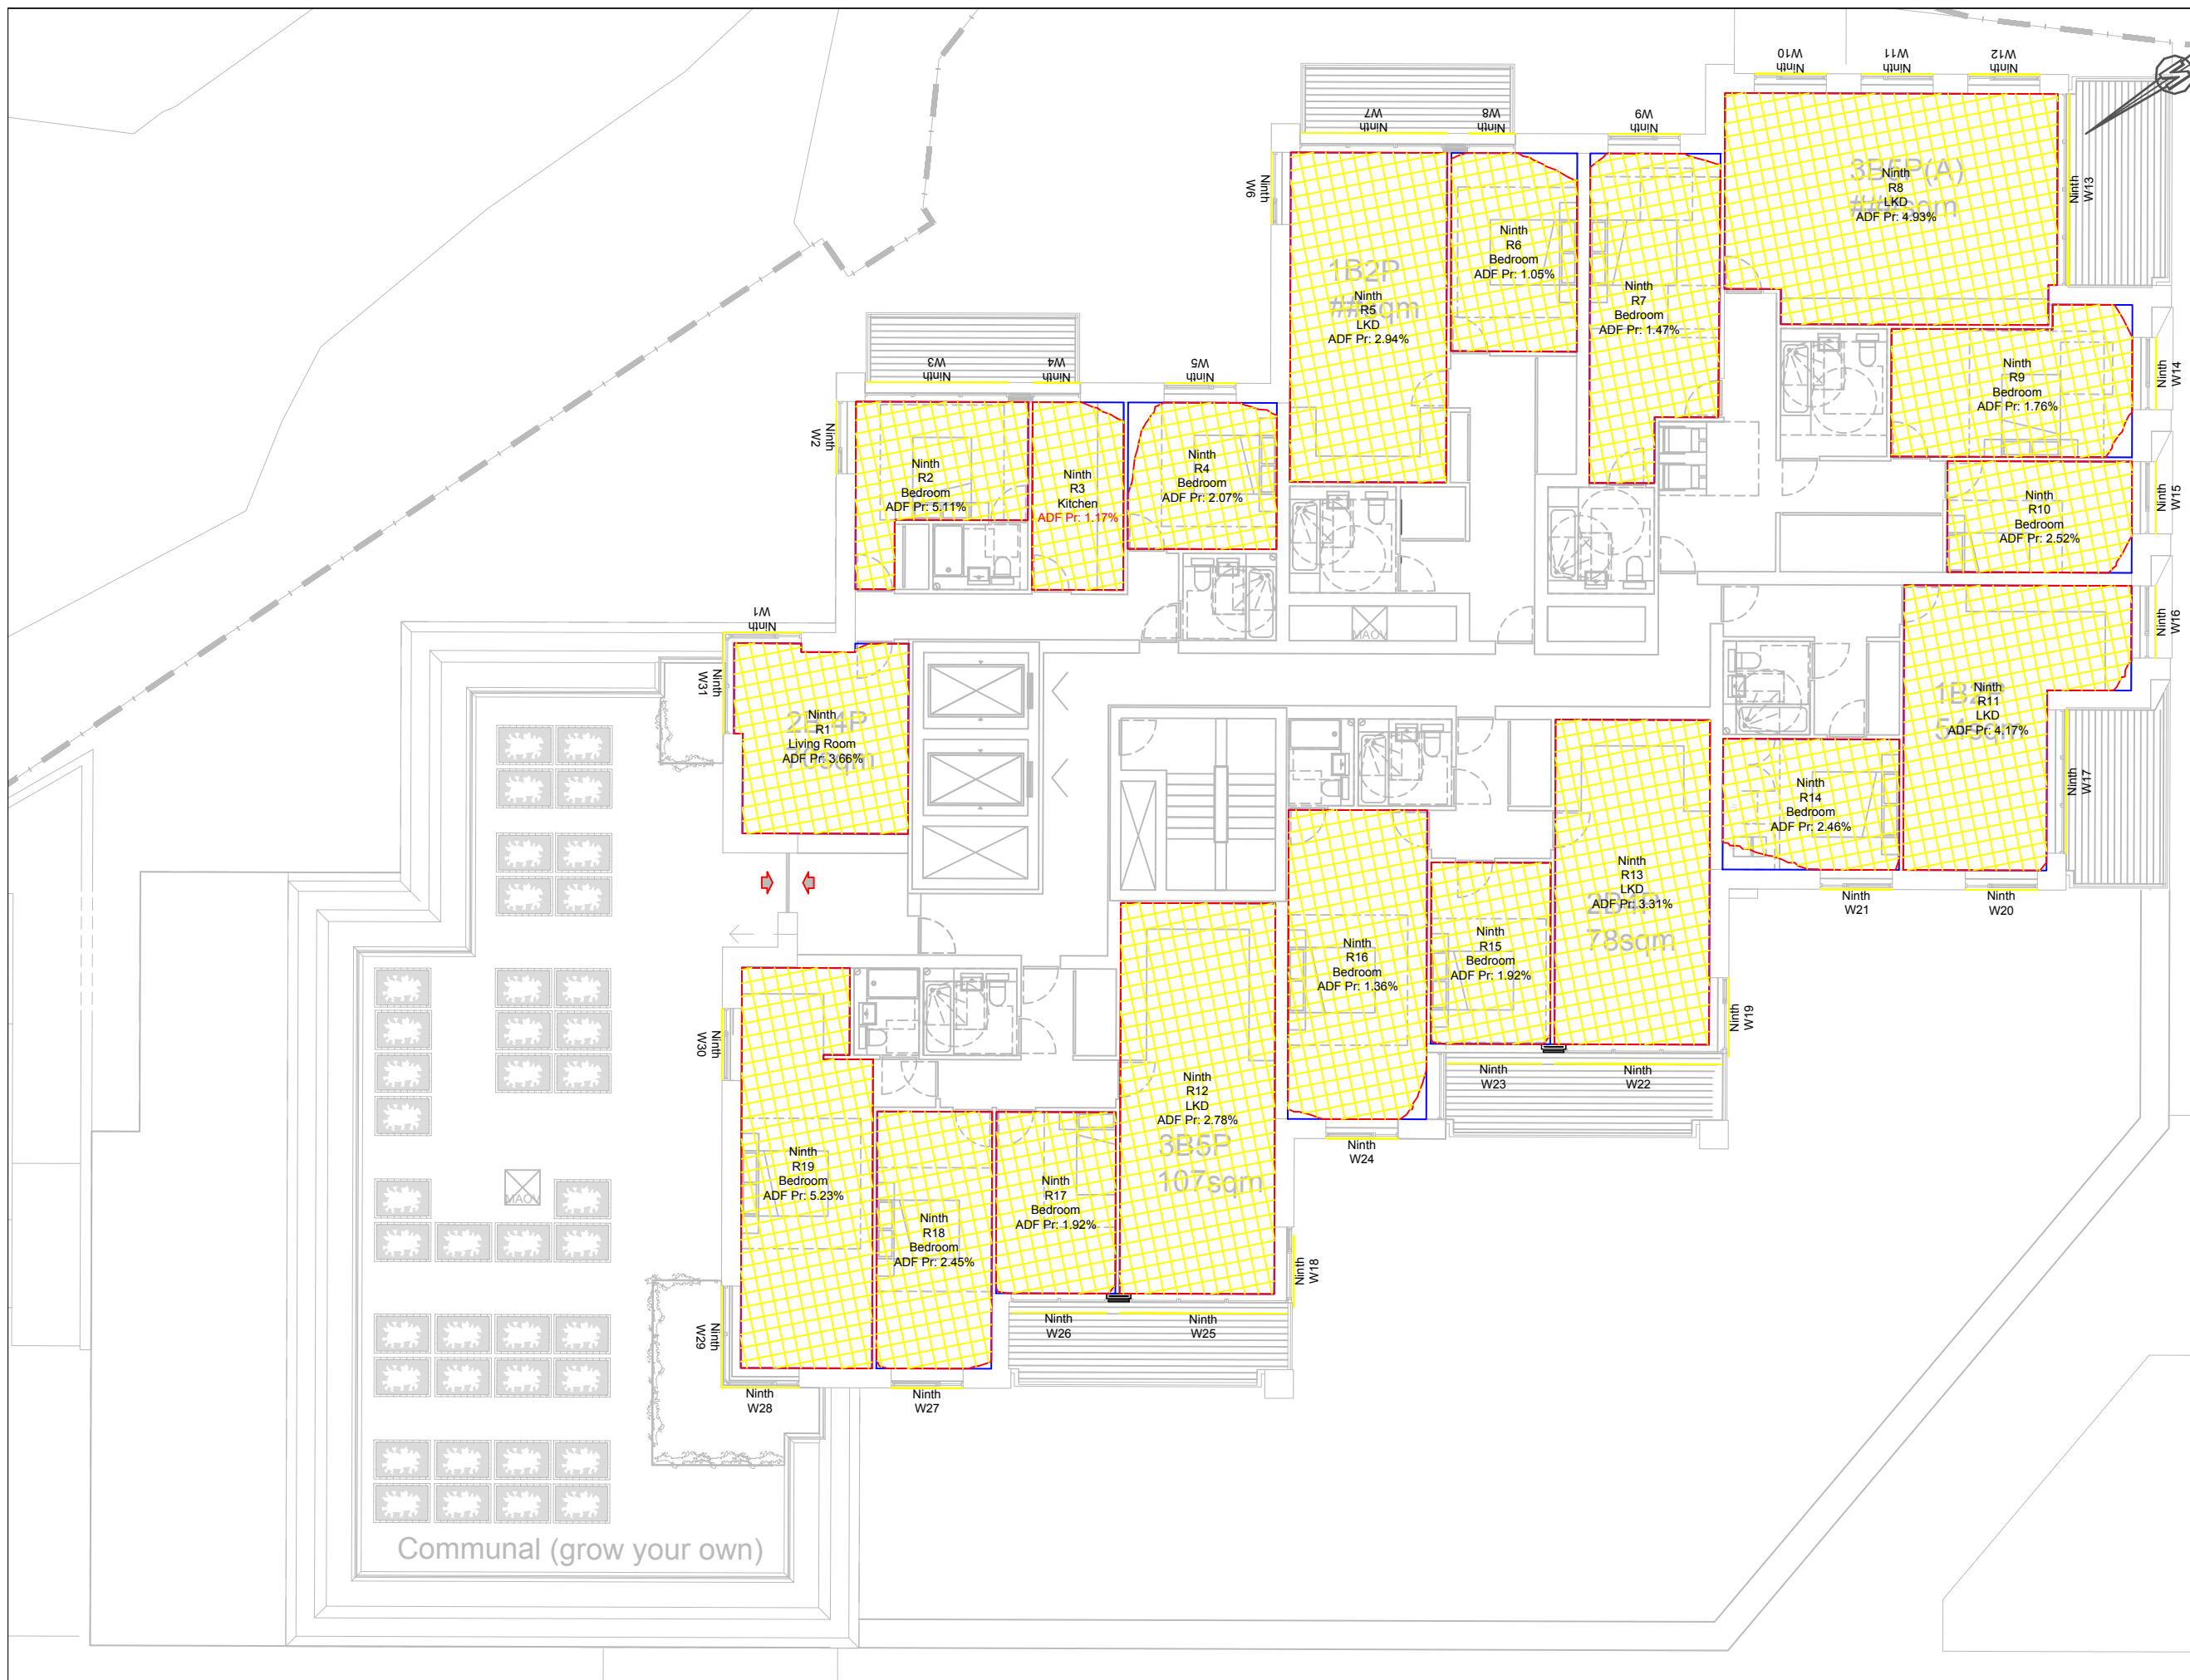 Ninth
W10
Ninth
W11
Ninth
W12
Ninth
W7
Ninth
W8
Ninth
W9
Ninth
W6
Ninth
W13
3B5P(A)
###sqm
Ninth
R8
LKD
ADF Pr: 4.93%
Ninth
R6
Bedroom
ADF Pr: 1.05%
1B2P
##sqm
Ninth
R5
LKD
ADF Pr: 2.94%
Ninth
R7
Bedroom
ADF Pr: 1.47%
Ninth
W3
Ninth
W4
Ninth
W5
Ninth
W2
Ninth
W14
Ninth
R9
Bedroom
ADF Pr: 1.76%
Ninth
R2
Bedroom
ADF Pr: 5.11%
Ninth
R3
Kitchen
ADF Pr: 1.17%
Ninth
R4
Bedroom
ADF Pr: 2.07%
Ninth
W15
Ninth
R10
Bedroom
ADF Pr: 2.52%
Ninth
W1
MAOV
Ninth
W16
Ninth
W31
2B4P
70sqm
Ninth
R1
Living Room
ADF Pr: 3.66%
1B2P
54sqm
Ninth
R11
LKD
ADF Pr: 4.17%
Ninth
W17
Ninth
R14
Bedroom
ADF Pr: 2.46%
Ninth
R13
LKD
ADF Pr: 3.31%
78sqm
Ninth
W21
Ninth
W20
Ninth
R16
Bedroom
ADF Pr: 1.36%
Ninth
R15
Bedroom
ADF Pr: 1.92%
Ninth
W19
Ninth
W30
Ninth
W23
Ninth
W22
Ninth
R12
LKD
ADF Pr: 2.78%
3B5P
107sqm
Ninth
W24
Ninth
R19
Bedroom
ADF Pr: 5.23%
Ninth
R17
Bedroom
ADF Pr: 1.92%
Ninth
R18
Bedroom
ADF Pr: 2.45%
MAOV
Ninth
W18
Ninth
W29
Ninth
W26
Ninth
W25
Ninth
W28
Ninth
W27
Communal (grow your own)